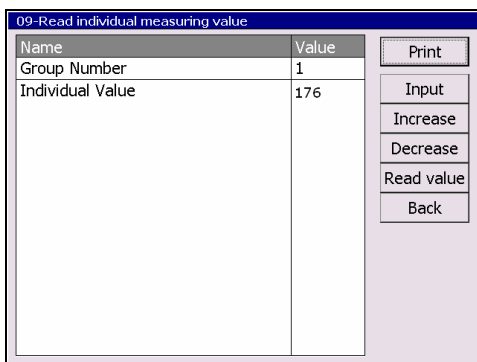 09-Read individual measuring value
Name Value
Group Number 1
Individual Value 176
Print
Input
Increase
Decrease
Read value
Back